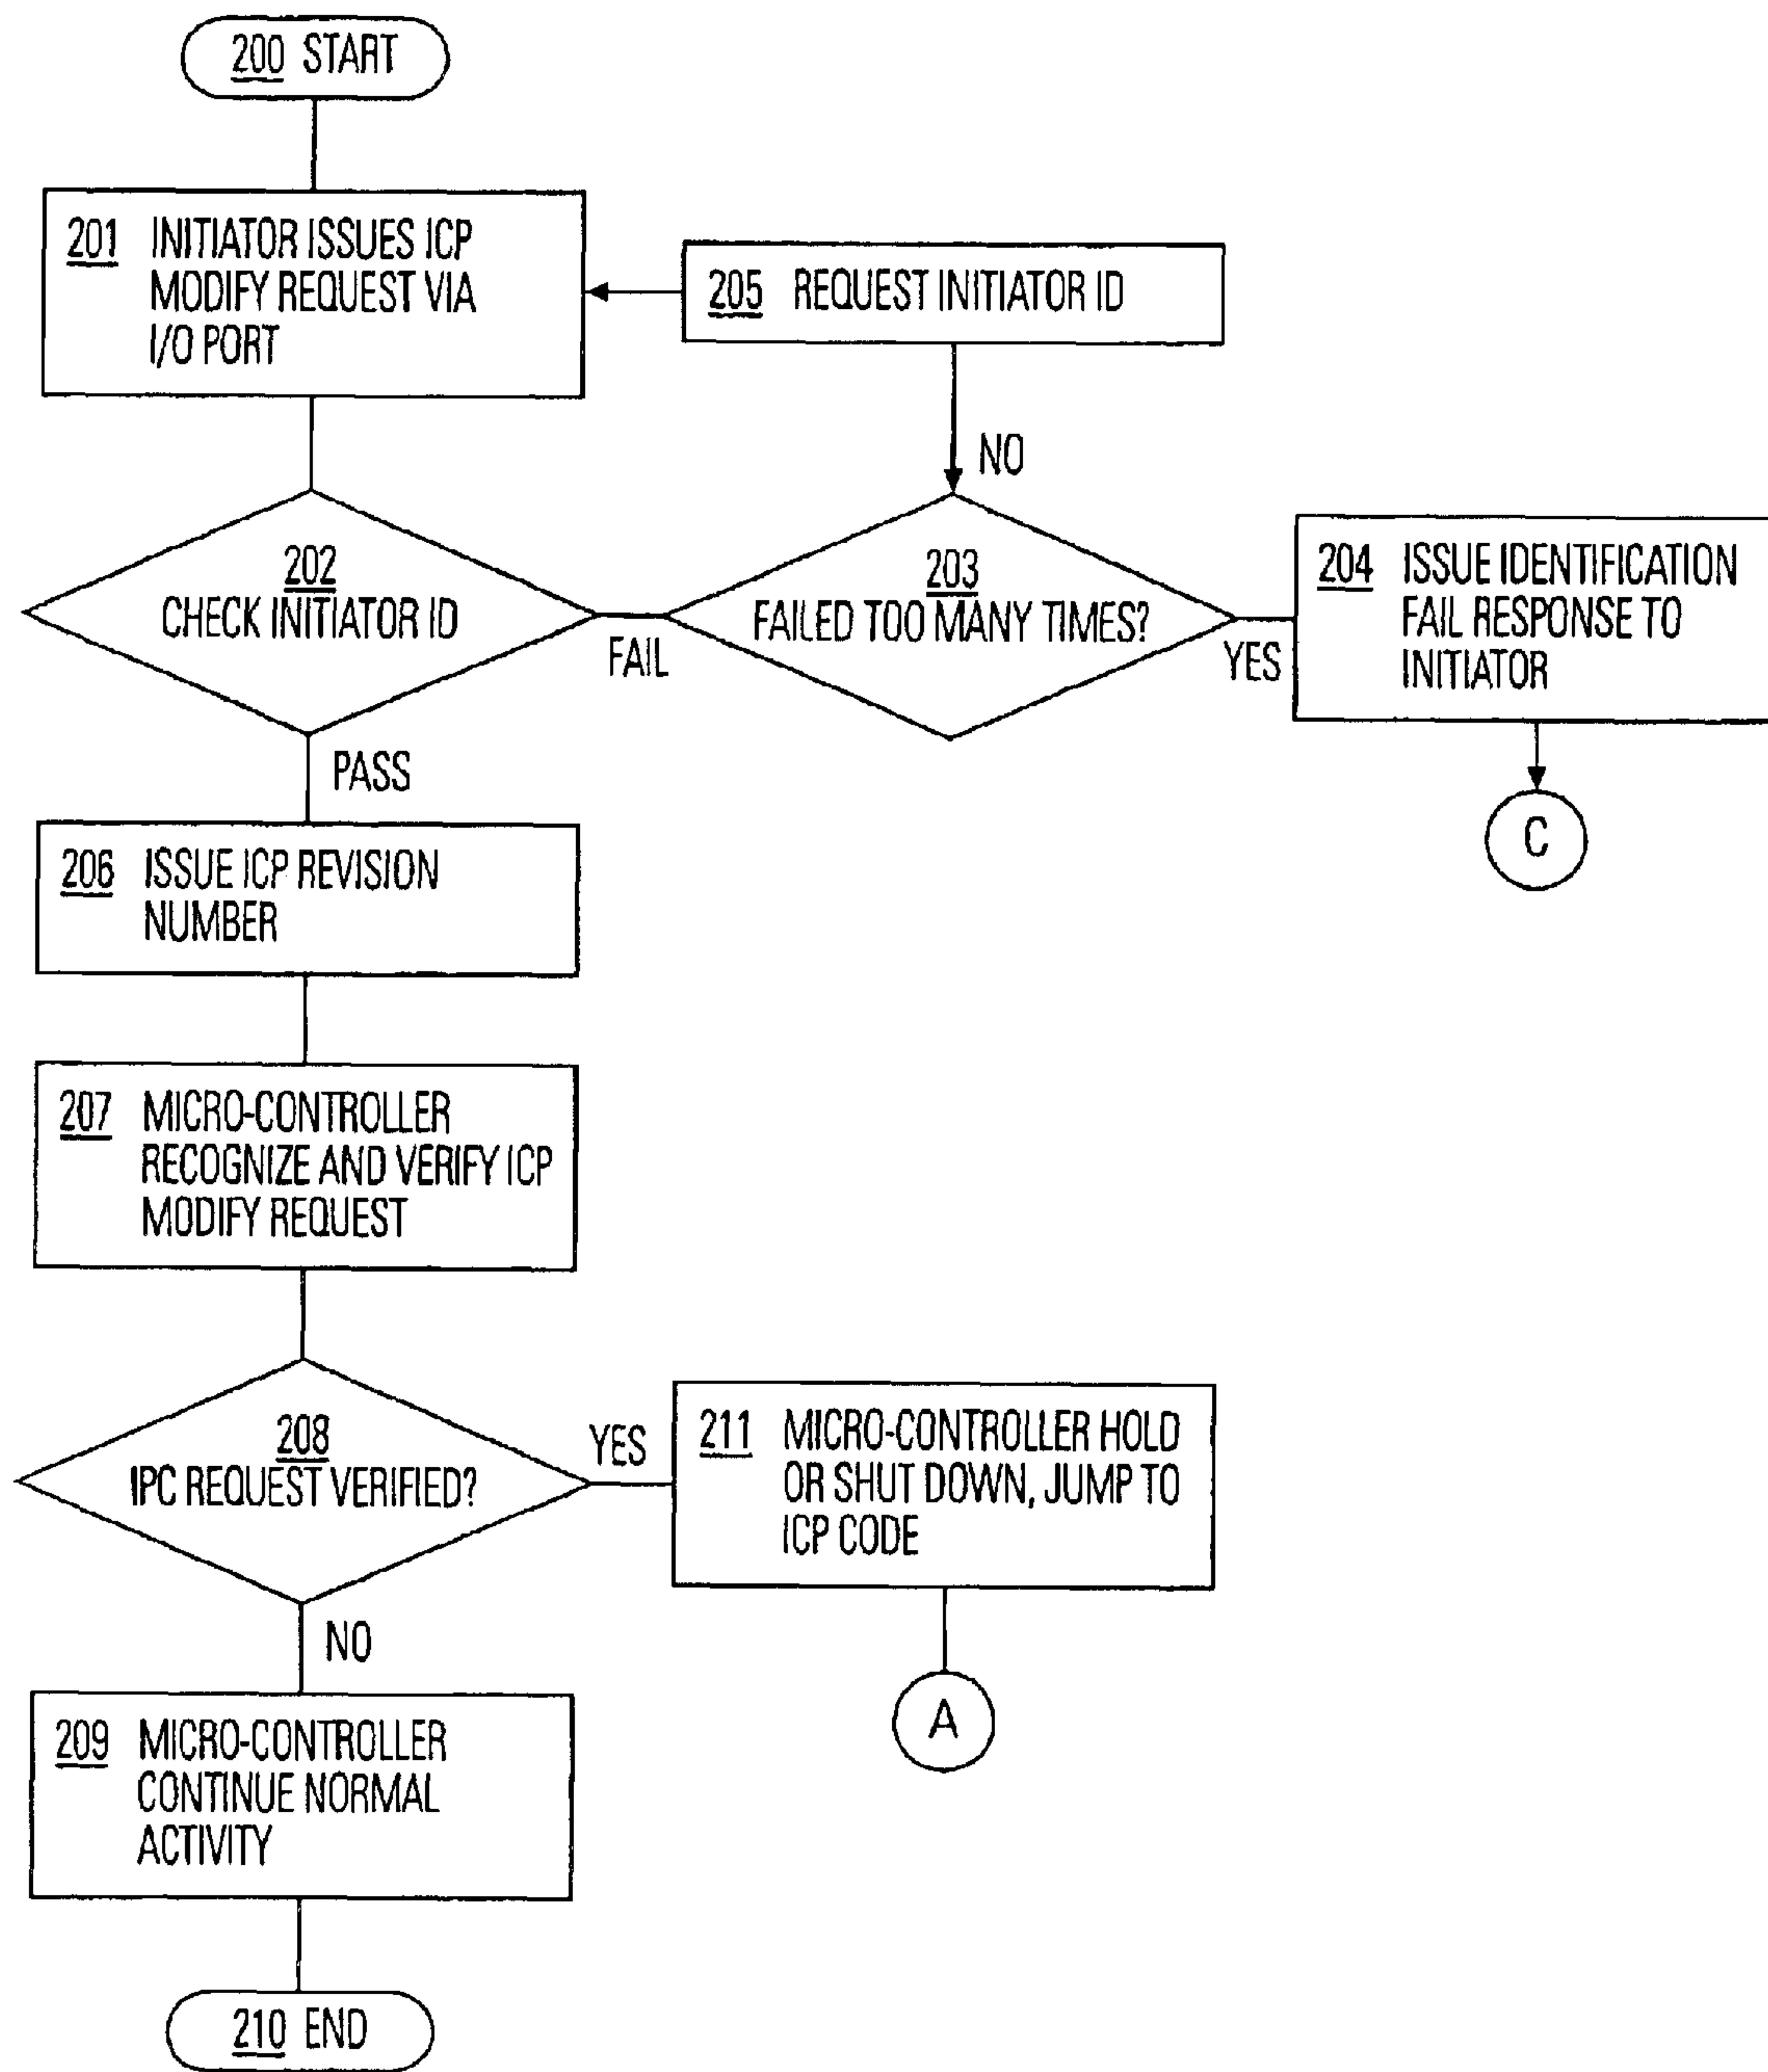 200 START
201 INITIATOR ISSUES ICP
MODIFY REQUEST VIA
I/O PORT
205 REQUEST INITIATOR ID
NO
202
CHECK INITIATOR ID
FAIL
203
FAILED TOO MANY TIMES?
YES
204 ISSUE IDENTIFICATION
FAIL RESPONSE TO
INITIATOR
C
PASS
206 ISSUE ICP REVISION
NUMBER
207 MICRO-CONTROLLER
RECOGNIZE AND VERIFY ICP
MODIFY REQUEST
208
IPC REQUEST VERIFIED?
YES
211 MICRO-CONTROLLER HOLD
OR SHUT DOWN, JUMP TO
ICP CODE
A
NO
209 MICRO-CONTROLLER
CONTINUE NORMAL
ACTIVITY
210 END